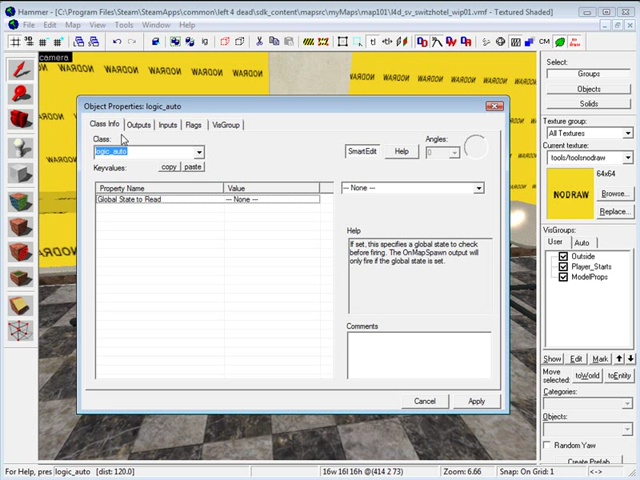 Hammer - [C:\Program Files\Steam\SteamApps\common\left 4 dead\sdk_content\mapsrc\myMaps\map101\l4d_sv_switzhotel_wip01.vmf - Textured Shaded]
File Edit Map View Tools Instancing Window Help
camera
NODRAW NODRAW NODRAW NODRAW
Object Properties: logic_auto
Class Info Outputs Inputs Flags VisGroup
Class:
logic_auto
Keyvalues: copy paste
SmartEdit Help
Angles:
0
Property Name Value
Global State to Read --- None ---
--- None ---
Help
If set, this specifies a global state to check
before firing. The OnMapSpawn output will
only fire if the global state is set.
Comments
Cancel Apply
Select:
Groups
Objects
Solids
Texture group:
All Textures
Current texture:
tools/toolsnodraw
64x64
NODRAW
Browse...
Replace...
VisGroups:
User Auto
Outside
Player_Starts
ModelProps
Show Edit Mark
Move
selected:
toWorld toEntity
Categories:
Objects:
Random Yaw
Create Prefab
For Help, pres logic_auto [dist: 120.0] 16w 16l 16h @(414 2 73) Zoom: 6.66 Snap: On Grid: 1 <->